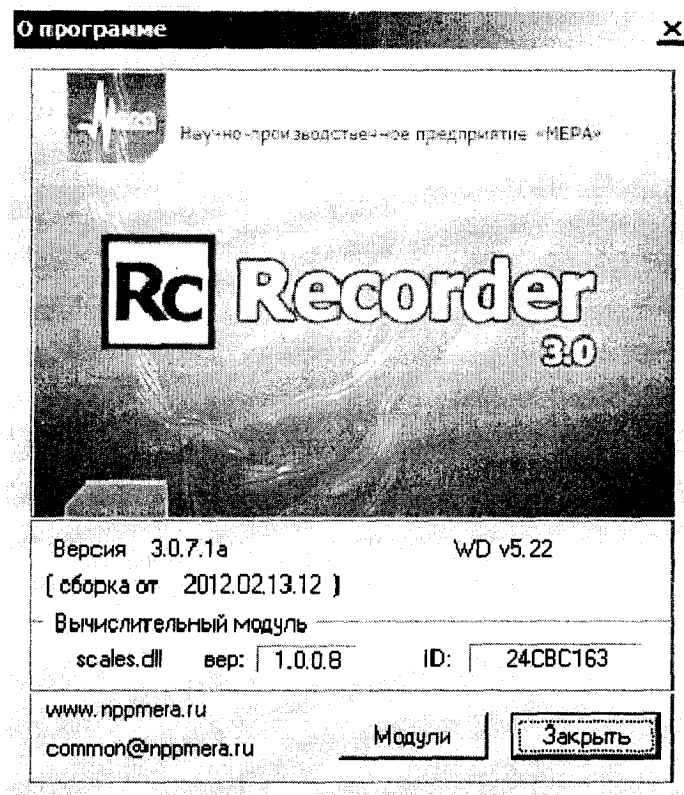 О программе
Научно-производственное предприятие «МЕРА»
Rc Recorder
3.0
Версия 3.0.7.1a WD v5.22
[ сборка от 2012.02.13.12 ]
Вычислительный модуль
scales.dll вер: 1.0.0.8 ID: 24CBC163
www.nppmera.ru
common@nppmera.ru
Модули Закрыть